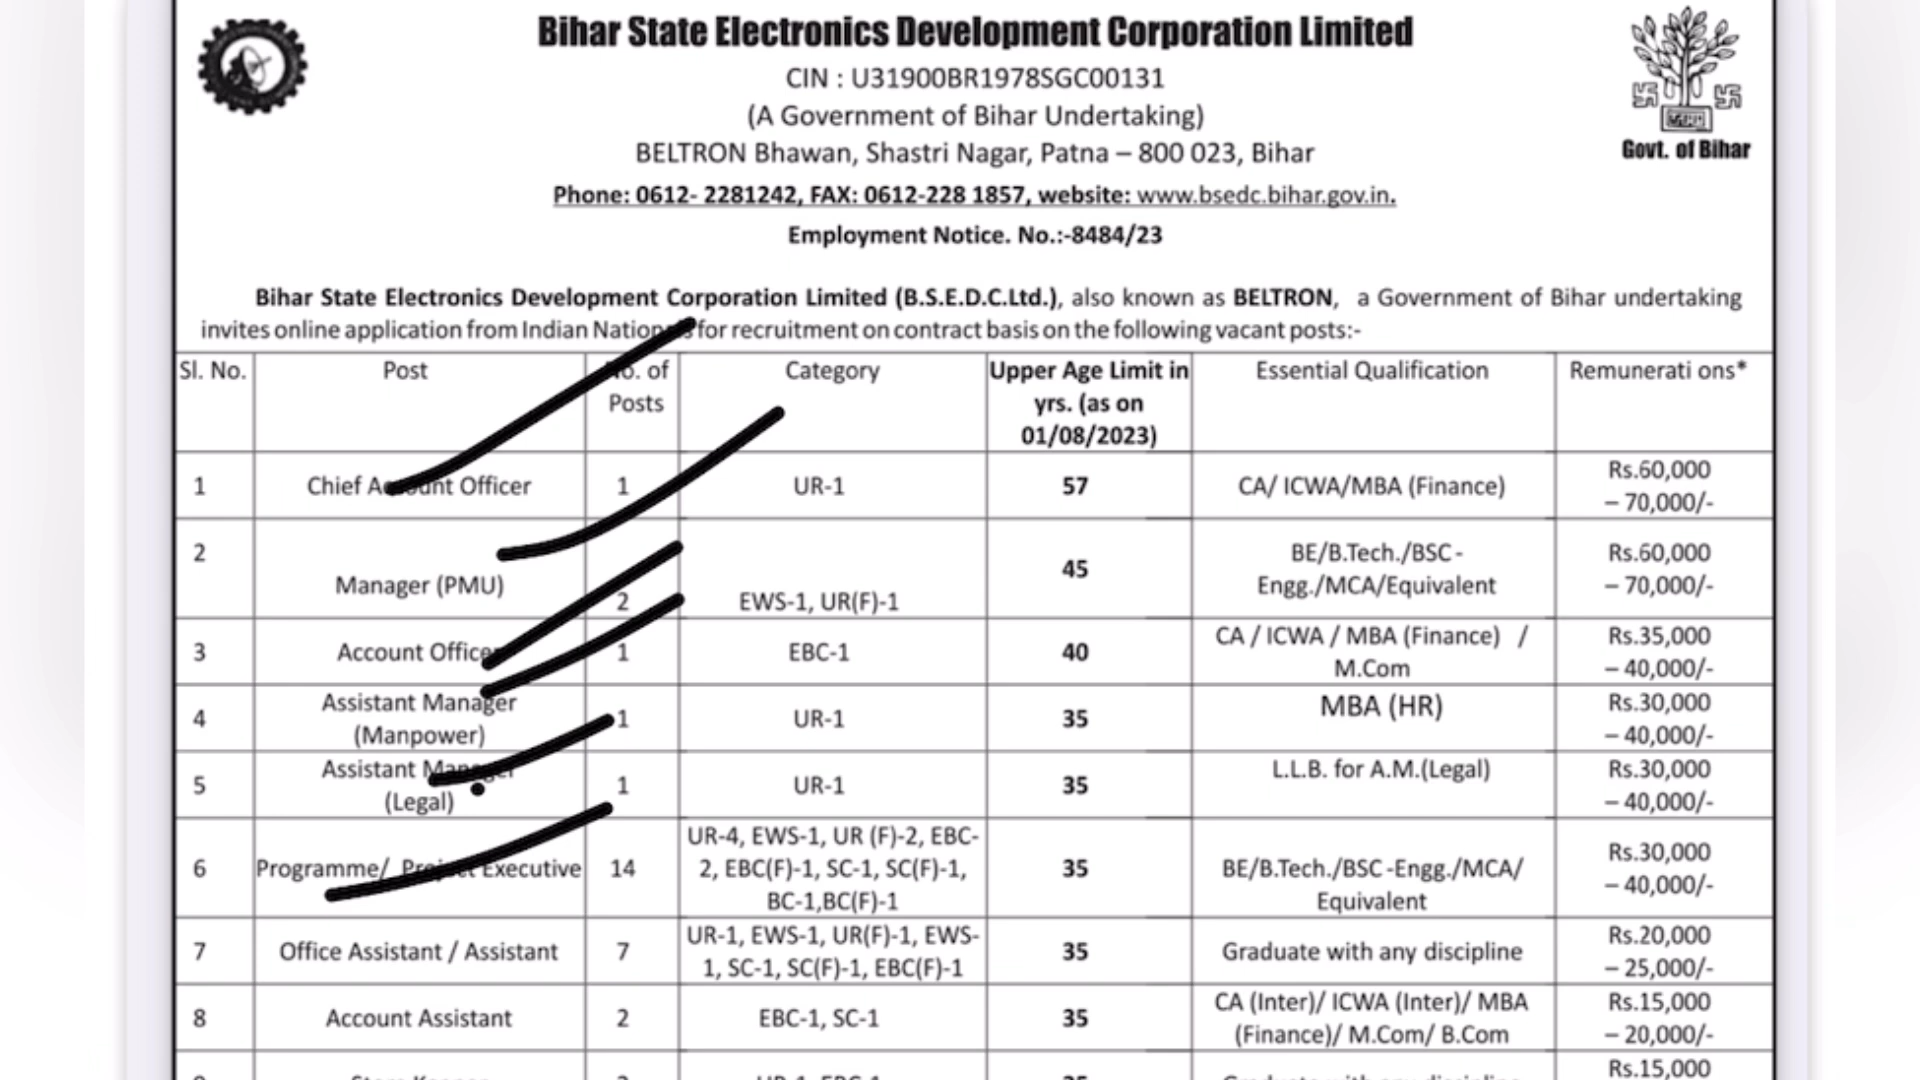 Bihar State Electronics Development Corporation Limited
CIN : U31900BR1978SGC00131
(A Government of Bihar Undertaking)
BELTRON Bhawan, Shastri Nagar, Patna – 800 023, Bihar
Govt. of Bihar
Phone: 0612- 2281242, FAX: 0612-228 1857, website: www.bsedc.bihar.gov.in.
Employment Notice. No.:-8484/23
Bihar State Electronics Development Corporation Limited (B.S.E.D.C.Ltd.), also known as BELTRON, a Government of Bihar undertaking
invites online application from Indian Nationals for recruitment on contract basis on the following vacant posts:-
Sl. No. Post No. of Posts Category Upper Age Limit in yrs. (as on 01/08/2023) Essential Qualification Remunerati ons*
1 Chief Account Officer 1 UR-1 57 CA/ ICWA/MBA (Finance) Rs.60,000 – 70,000/-
2 Manager (PMU) 2 EWS-1, UR(F)-1 45 BE/B.Tech./BSC - Engg./MCA/Equivalent Rs.60,000 – 70,000/-
3 Account Officer 1 EBC-1 40 CA / ICWA / MBA (Finance) / M.Com Rs.35,000 – 40,000/-
4 Assistant Manager (Manpower) 1 UR-1 35 MBA (HR) Rs.30,000 – 40,000/-
5 Assistant Manager (Legal) 1 UR-1 35 L.L.B. for A.M.(Legal) Rs.30,000 – 40,000/-
6 Programme/ Project Executive 14 UR-4, EWS-1, UR (F)-2, EBC-2, EBC(F)-1, SC-1, SC(F)-1, BC-1,BC(F)-1 35 BE/B.Tech./BSC -Engg./MCA/ Equivalent Rs.30,000 – 40,000/-
7 Office Assistant / Assistant 7 UR-1, EWS-1, UR(F)-1, EWS-1, SC-1, SC(F)-1, EBC(F)-1 35 Graduate with any discipline Rs.20,000 – 25,000/-
8 Account Assistant 2 EBC-1, SC-1 35 CA (Inter)/ ICWA (Inter)/ MBA (Finance)/ M.Com/ B.Com Rs.15,000 – 20,000/-
Rs.15,000